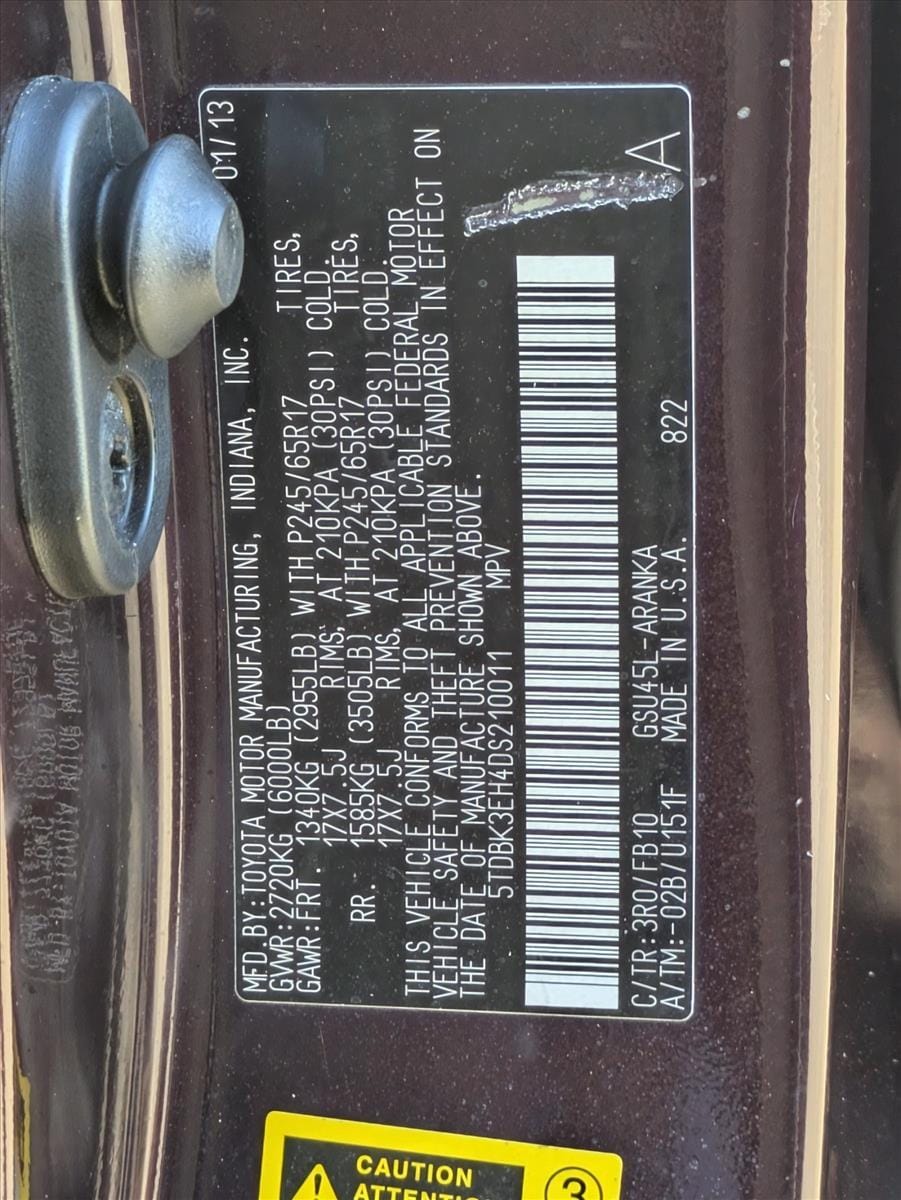 MFD.BY:TOYOTA MOTOR MANUFACTURING, INDIANA, INC. 01/13
GVWR:2720KG (6000LB)
GAWR:FRT. 1340KG (2955LB) WITH P245/65R17 TIRES,
17X7.5J RIMS, AT 210KPA (30PSI) COLD.
RR. 1585KG (3505LB) WITH P245/65R17 TIRES,
17X7.5J RIMS, AT 210KPA (30PSI) COLD.
THIS VEHICLE CONFORMS TO ALL APPLICABLE FEDERAL MOTOR
VEHICLE SAFETY AND THEFT PREVENTION STANDARDS IN EFFECT ON
THE DATE OF MANUFACTURE SHOWN ABOVE.
5TDBK3EH4DS210011 MPV
A
C/TR:3R0/FB10 GSU45L-ARANKA 822
A/TM:-02B/U151F MADE IN U.S.A.
CAUTION
3